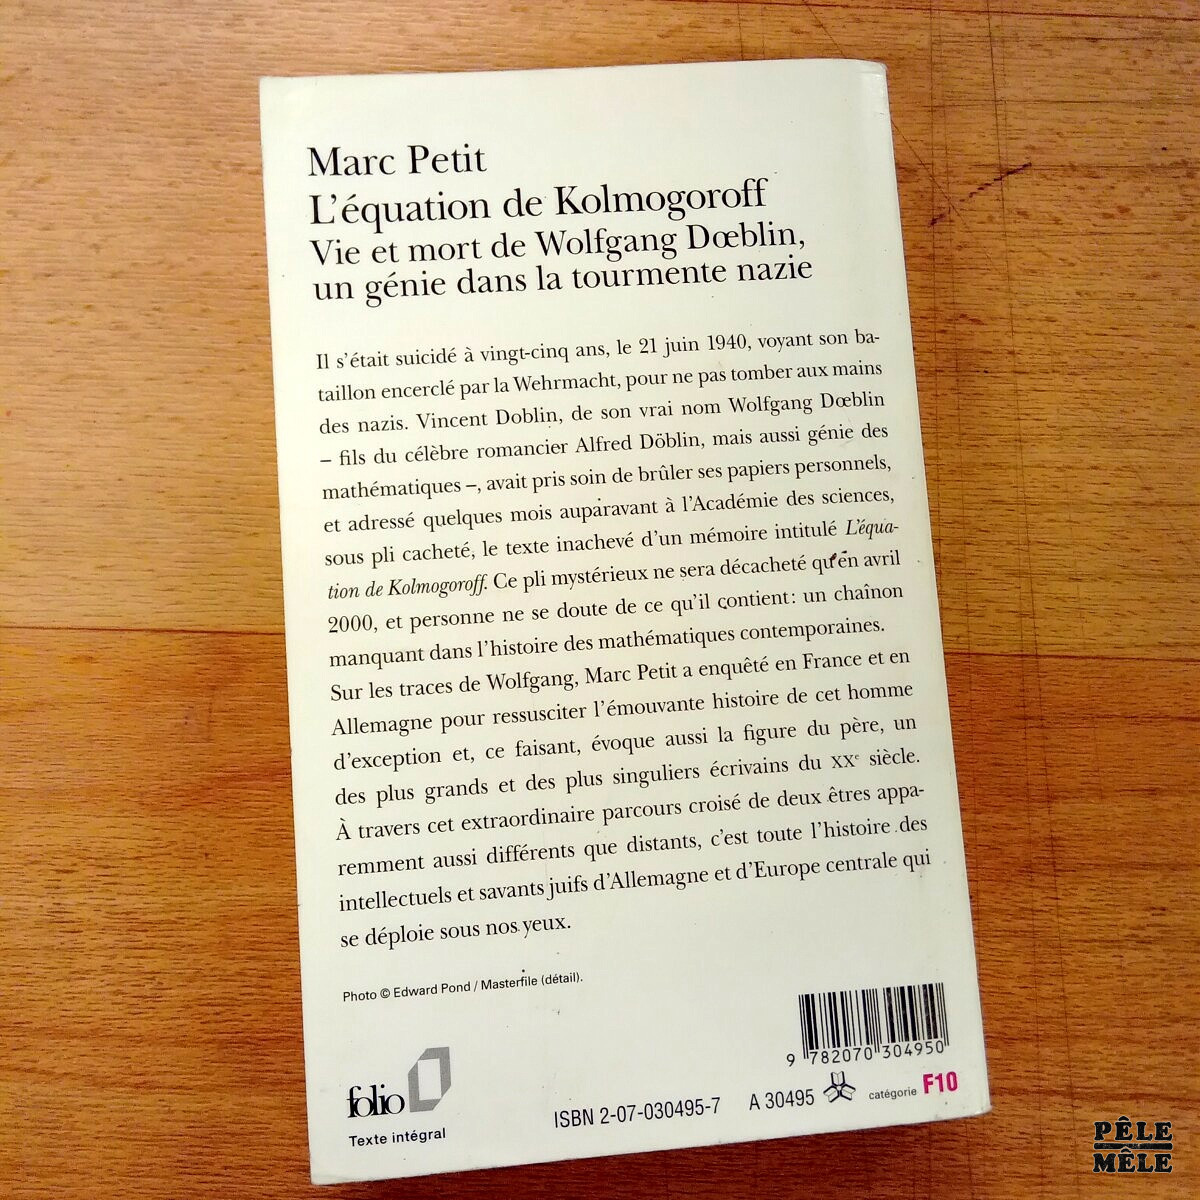 Marc Petit
L'équation de Kolmogoroff
Vie et mort de Wolfgang Dœblin,
un génie dans la tourmente nazie
Il s'était suicidé à vingt-cinq ans, le 21 juin 1940, voyant son ba-
taillon encerclé par la Wehrmacht, pour ne pas tomber aux mains
des nazis. Vincent Doblin, de son vrai nom Wolfgang Dœblin
– fils du célèbre romancier Alfred Döblin, mais aussi génie des
mathématiques –, avait pris soin de brûler ses papiers personnels,
et adressé quelques mois auparavant à l'Académie des sciences,
sous pli cacheté, le texte inachevé d'un mémoire intitulé L'équa-
tion de Kolmogoroff. Ce pli mystérieux ne sera décacheté qu'en avril
2000, et personne ne se doute de ce qu'il contient : un chaînon
manquant dans l'histoire des mathématiques contemporaines.
Sur les traces de Wolfgang, Marc Petit a enquêté en France et en
Allemagne pour ressusciter l'émouvante histoire de cet homme
d'exception et, ce faisant, évoque aussi la figure du père, un
des plus grands et des plus singuliers écrivains du XXe siècle.
À travers cet extraordinaire parcours croisé de deux êtres appa-
remment aussi différents que distants, c'est toute l'histoire des
intellectuels et savants juifs d'Allemagne et d'Europe centrale qui
se déploie sous nos yeux.
Photo © Edward Pond / Masterfile (détail).
9 782070 304950
folio
Texte intégral
ISBN 2-07-030495-7 A 30495 catégorie F10
PÊLE
MÊLE